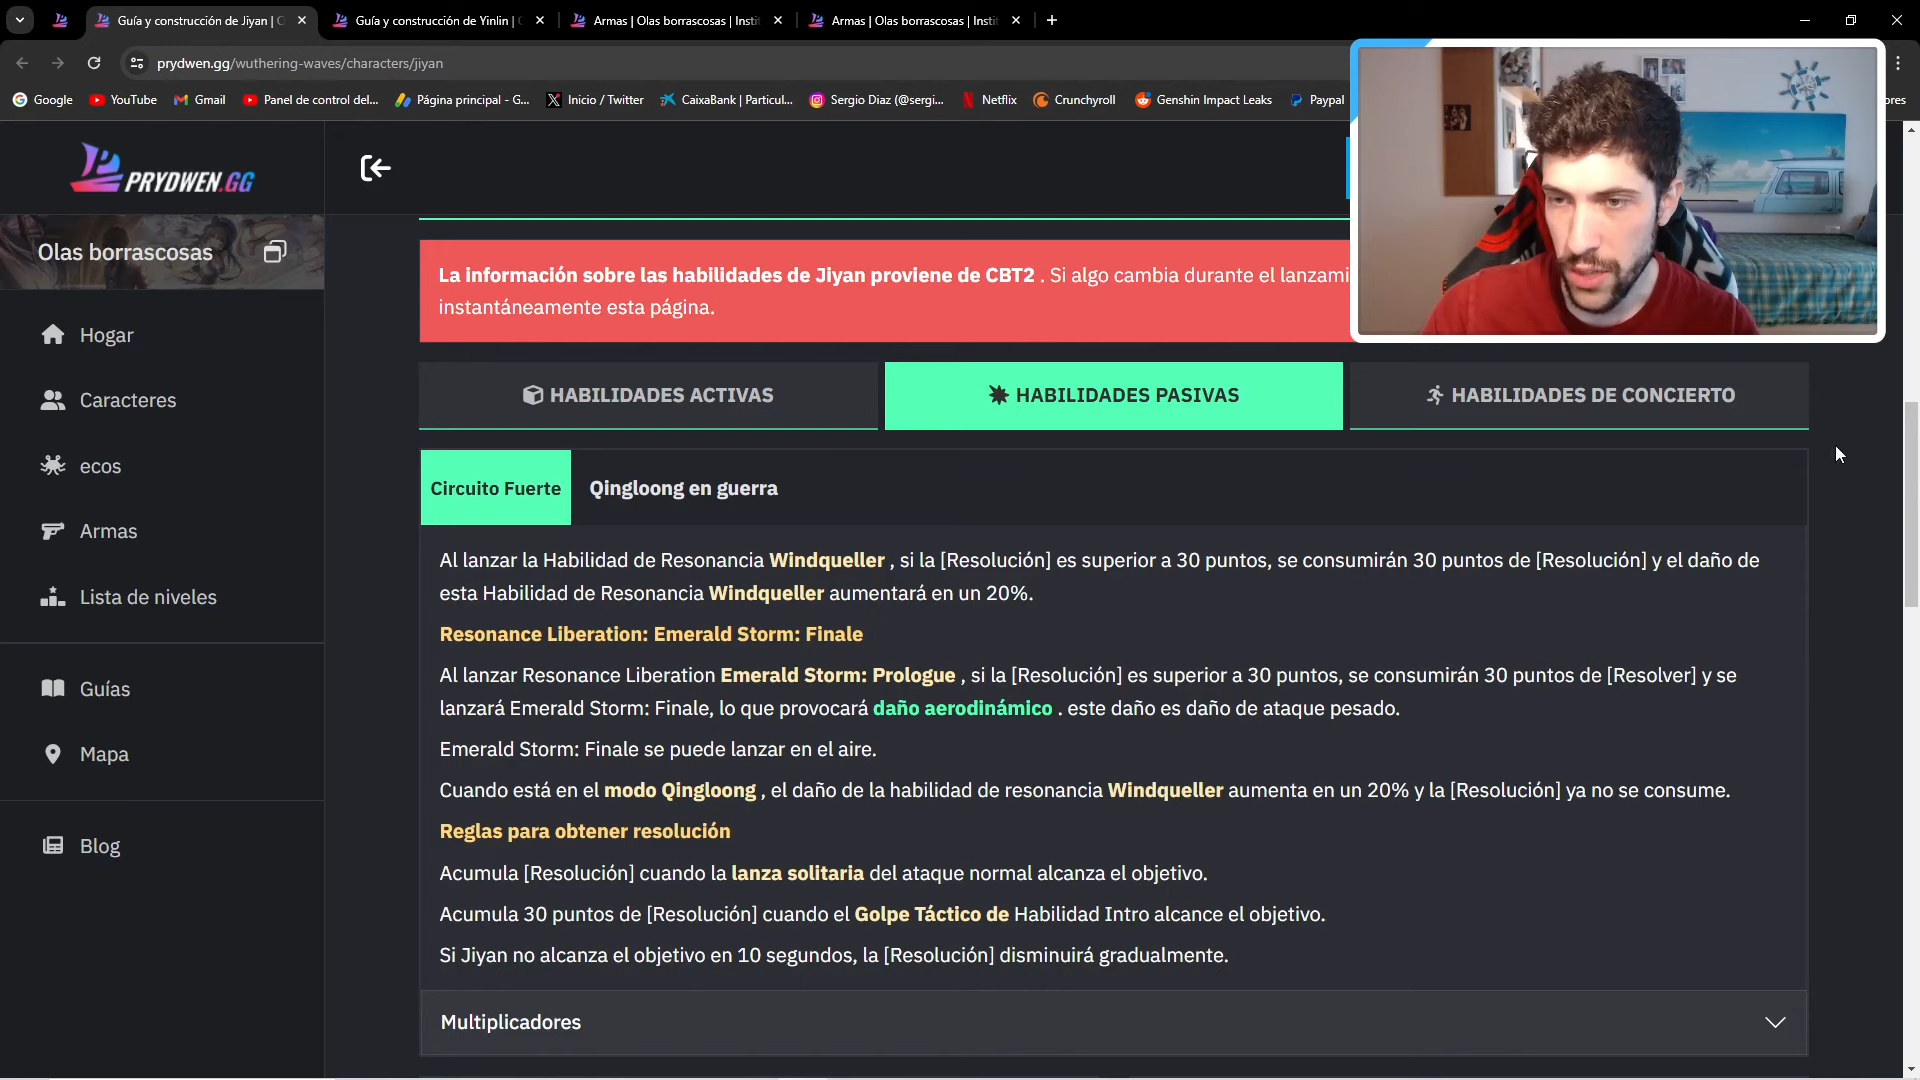 Guía y construcción de Jiyan |
Guía y construcción de Yinlin |
Armas | Olas borrascosas | Insti
Armas | Olas borrascosas | Insti
prydwen.gg/wuthering-waves/characters/jiyan
Google
YouTube
Gmail
Panel de control del...
Página principal - G...
Inicio / Twitter
CaixaBank | Particul...
Sergio Diaz (@sergi...
Netflix
Crunchyroll
Genshin Impact Leaks
Paypal
ores
PRYDWEN.GG
Olas borrascosas
Hogar
Caracteres
ecos
Armas
Lista de niveles
Guías
Mapa
Blog
La información sobre las habilidades de Jiyan proviene de CBT2 . Si algo cambia durante el lanzami
instantáneamente esta página.
HABILIDADES ACTIVAS
HABILIDADES PASIVAS
HABILIDADES DE CONCIERTO
Circuito Fuerte
Qingloong en guerra
Al lanzar la Habilidad de Resonancia Windqueller , si la [Resolución] es superior a 30 puntos, se consumirán 30 puntos de [Resolución] y el daño de
esta Habilidad de Resonancia Windqueller aumentará en un 20%.
Resonance Liberation: Emerald Storm: Finale
Al lanzar Resonance Liberation Emerald Storm: Prologue , si la [Resolución] es superior a 30 puntos, se consumirán 30 puntos de [Resolver] y se
lanzará Emerald Storm: Finale, lo que provocará daño aerodinámico . este daño es daño de ataque pesado.
Emerald Storm: Finale se puede lanzar en el aire.
Cuando está en el modo Qingloong , el daño de la habilidad de resonancia Windqueller aumenta en un 20% y la [Resolución] ya no se consume.
Reglas para obtener resolución
Acumula [Resolución] cuando la lanza solitaria del ataque normal alcanza el objetivo.
Acumula 30 puntos de [Resolución] cuando el Golpe Táctico de Habilidad Intro alcance el objetivo.
Si Jiyan no alcanza el objetivo en 10 segundos, la [Resolución] disminuirá gradualmente.
Multiplicadores